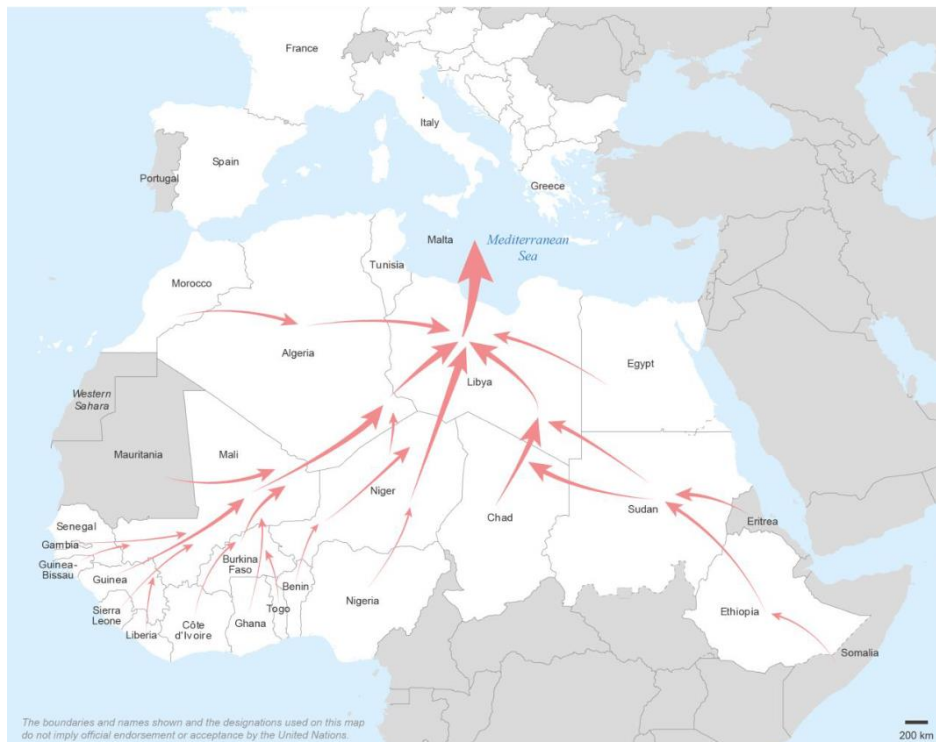 France
Italy
Spain
Portugal
Greece
Malta
Mediterranean
Sea
Tunisia
Morocco
Algeria
Egypt
Libya
Western
Sahara
Mauritania
Mali
Niger
Chad
Sudan
Eritrea
Senegal
Gambia
Guinea-
Bissau
Guinea
Burkina
Faso
Benin
Sierra
Leone
Liberia
Côte
d'Ivoire
Ghana
Togo
Nigeria
Ethiopia
Somalia
The boundaries and names shown and the designations used on this map
do not imply official endorsement or acceptance by the United Nations.
200 km